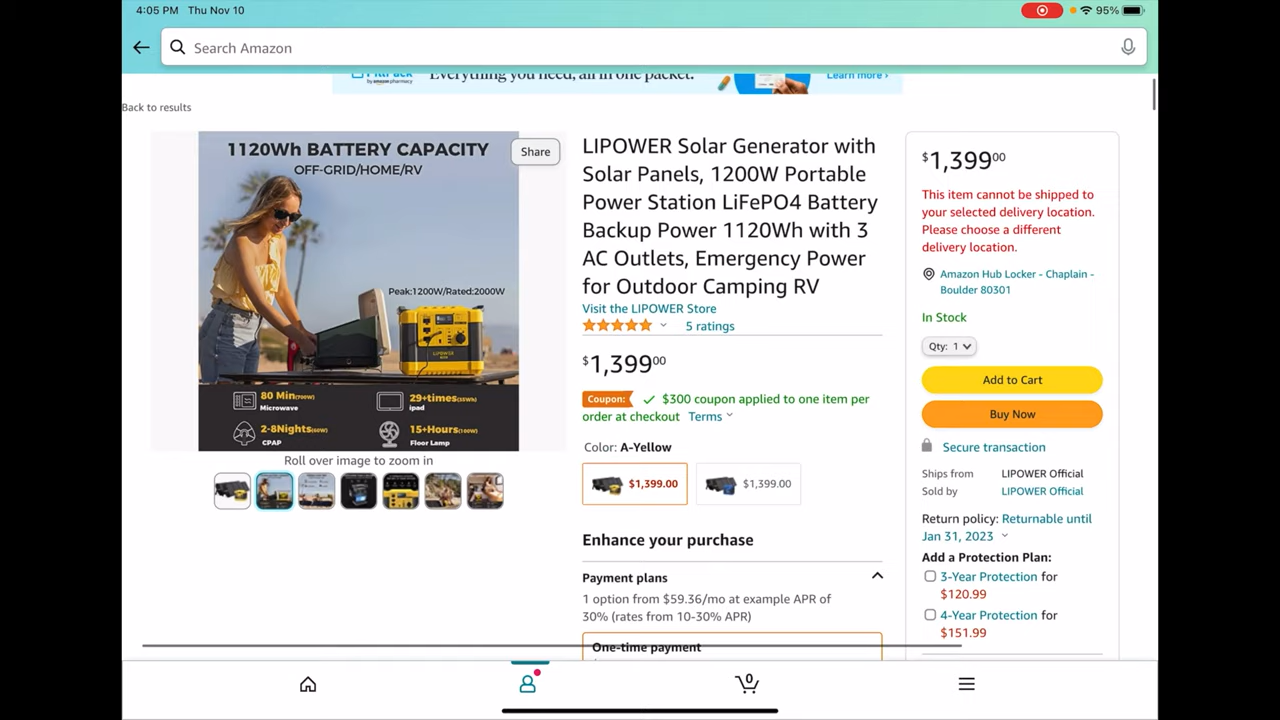 4:05 PM Thu Nov 10
95%
Search Amazon
by amazon pharmacy
Everything you need, all in one packet.
Learn more ›
Back to results
1120Wh BATTERY CAPACITY
OFF-GRID/HOME/RV
Share
Peak:1200W/Rated:2000W
LIPOWER
80 Min(700W)
Microwave
29+times(35Wh)
ipad
2-8Nights(60W)
CPAP
15+Hours(100W)
Floor Lamp
Roll over image to zoom in
LIPOWER Solar Generator with
Solar Panels, 1200W Portable
Power Station LiFePO4 Battery
Backup Power 1120Wh with 3
AC Outlets, Emergency Power
for Outdoor Camping RV
Visit the LIPOWER Store
5 ratings
$1,399.00
Coupon: $300 coupon applied to one item per
order at checkout Terms
Color: A-Yellow
$1,399.00
$1,399.00
Enhance your purchase
Payment plans
1 option from $59.36/mo at example APR of
30% (rates from 10-30% APR)
One-time payment
$1,399.00
This item cannot be shipped to
your selected delivery location.
Please choose a different
delivery location.
Amazon Hub Locker - Chaplain -
Boulder 80301
In Stock
Qty: 1
Add to Cart
Buy Now
Secure transaction
Ships from LIPOWER Official
Sold by LIPOWER Official
Return policy: Returnable until
Jan 31, 2023
Add a Protection Plan:
3-Year Protection for
$120.99
4-Year Protection for
$151.99
0